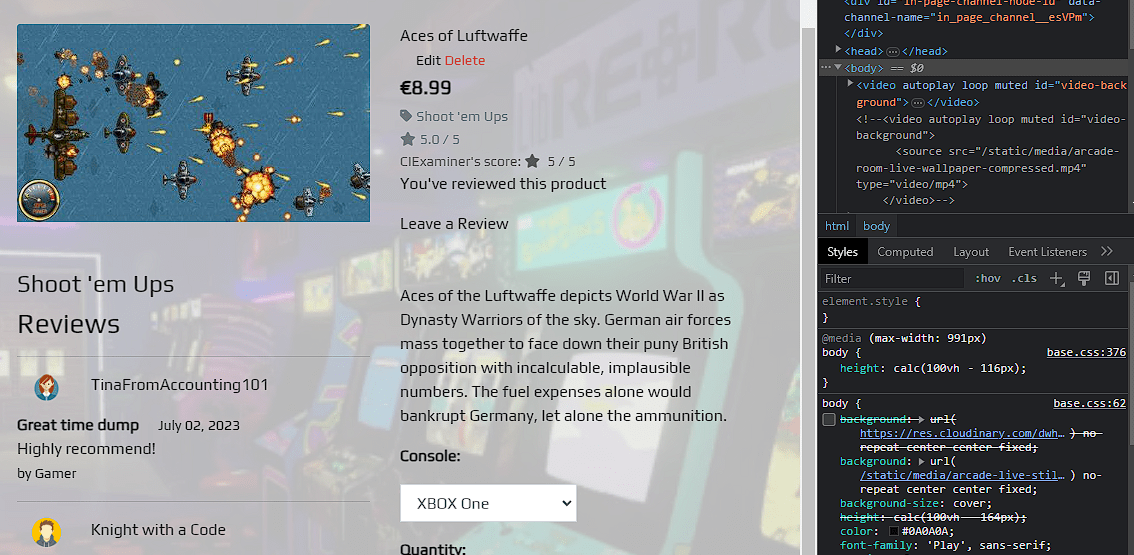 Aces of Luftwaffe
Edit Delete
€8.99
Shoot 'em Ups
5.0 / 5
CIExaminer's score: 5 / 5
You've reviewed this product
Leave a Review
Shoot 'em Ups
Reviews
TinaFromAccounting101
Great time dump July 02, 2023
Highly recommend!
by Gamer
Knight with a Code
Aces of the Luftwaffe depicts World War II as
Dynasty Warriors of the sky. German air forces
mass together to face down their puny British
opposition with incalculable, implausible
numbers. The fuel expenses alone would
bankrupt Germany, let alone the ammunition.
Console:
XBOX One
Quantity:
<div id="in-page-channel-node-id" data-
channel-name="in_page_channel__esVPm">
</div>
<head> … </head>
··· <body> == $0
<video autoplay loop muted id="video-back
ground"> … </video>
<!--<video autoplay loop muted id="video-
background">
<source src="/static/media/arcade-
room-live-wallpaper-compressed.mp4"
type="video/mp4">
</video>-->
html body
Styles Computed Layout Event Listeners
Filter :hov .cls
element.style {
}
@media (max-width: 991px)
body { base.css:376
height: calc(100vh - 116px);
}
body { base.css:62
background: url(
https://res.cloudinary.com/dwh… ) no-
repeat center center fixed;
background: url(
/static/media/arcade-live-stil… ) no-
repeat center center fixed;
background-size: cover;
height: calc(100vh - 164px);
color: #0A0A0A;
font-family: 'Play', sans-serif;